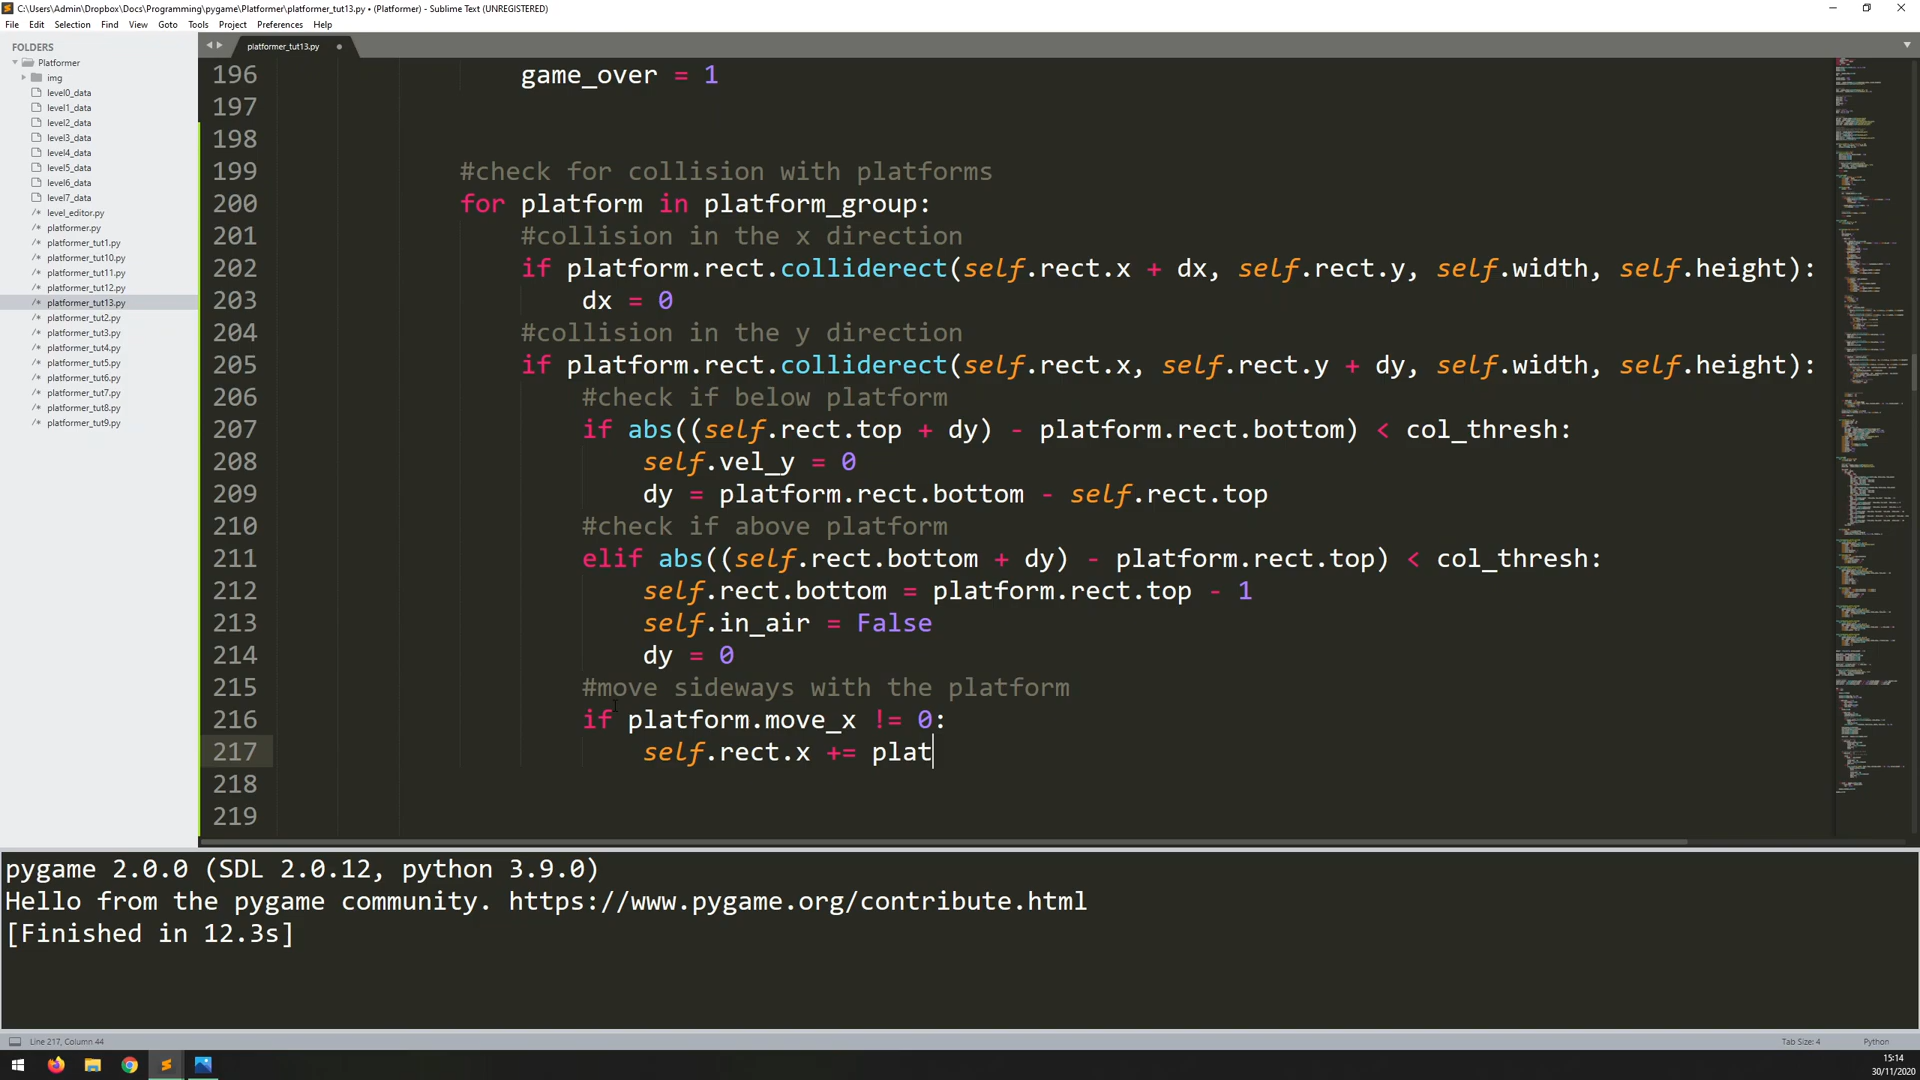 C:\Users\Admin\Dropbox\Docs\Programming\pygame\Platformer\platformer_tut13.py • (Platformer) - Sublime Text (UNREGISTERED)
File Edit Selection Find View Goto Tools Project Preferences Help
FOLDERS
Platformer
img
level0_data
level1_data
level2_data
level3_data
level4_data
level5_data
level6_data
level7_data
/* level_editor.py
/* platformer.py
/* platformer_tut1.py
/* platformer_tut10.py
/* platformer_tut11.py
/* platformer_tut12.py
/* platformer_tut13.py
/* platformer_tut2.py
/* platformer_tut3.py
/* platformer_tut4.py
/* platformer_tut5.py
/* platformer_tut6.py
/* platformer_tut7.py
/* platformer_tut8.py
/* platformer_tut9.py
platformer_tut13.py
196 game_over = 1
197
198
199 #check for collision with platforms
200 for platform in platform_group:
201 #collision in the x direction
202 if platform.rect.colliderect(self.rect.x + dx, self.rect.y, self.width, self.height):
203 dx = 0
204 #collision in the y direction
205 if platform.rect.colliderect(self.rect.x, self.rect.y + dy, self.width, self.height):
206 #check if below platform
207 if abs((self.rect.top + dy) - platform.rect.bottom) < col_thresh:
208 self.vel_y = 0
209 dy = platform.rect.bottom - self.rect.top
210 #check if above platform
211 elif abs((self.rect.bottom + dy) - platform.rect.top) < col_thresh:
212 self.rect.bottom = platform.rect.top - 1
213 self.in_air = False
214 dy = 0
215 #move sideways with the platform
216 if platform.move_x != 0:
217 self.rect.x += plat
218
219
pygame 2.0.0 (SDL 2.0.12, python 3.9.0)
Hello from the pygame community. https://www.pygame.org/contribute.html
[Finished in 12.3s]
Line 217, Column 44
Tab Size: 4 Python
15:14
30/11/2020